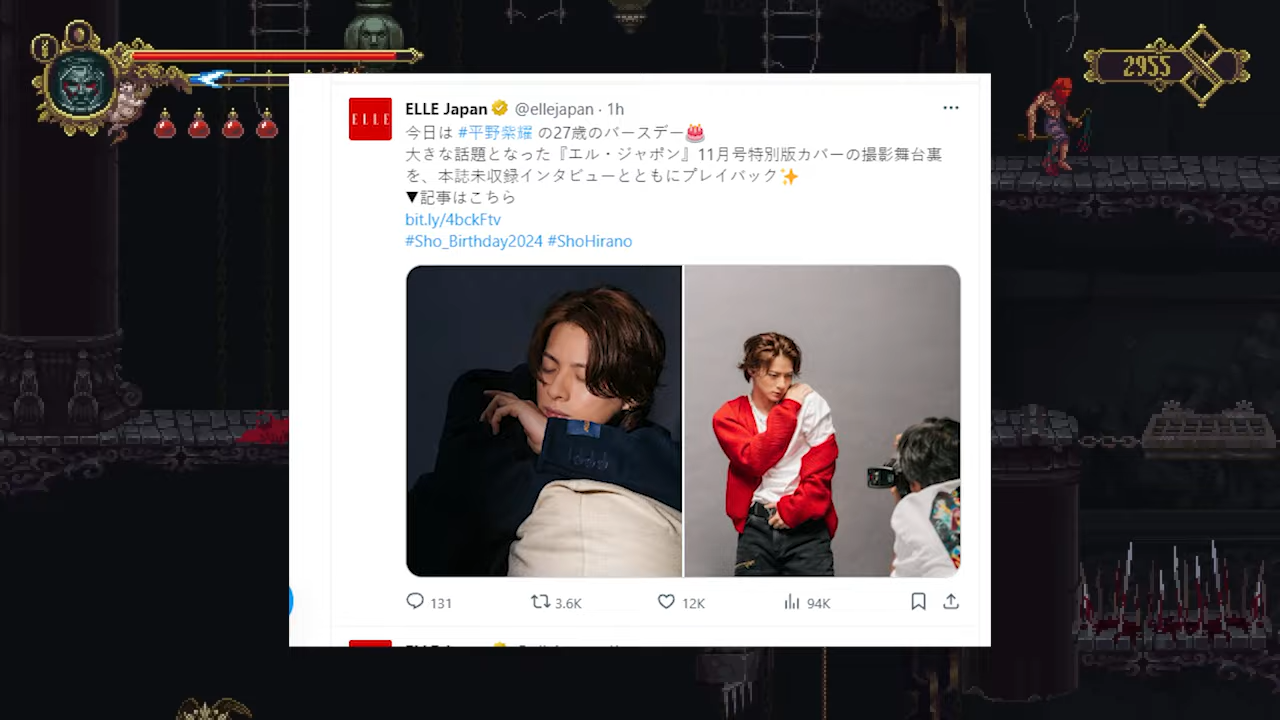 2955
ELLE
ELLE Japan @ellejapan · 1h
今日は #平野紫耀 の27歳のバースデー🎂
大きな話題となった『エル・ジャポン』11月号特別版カバーの撮影舞台裏
を、本誌未収録インタビューとともにプレイバック✨
▼記事はこちら
bit.ly/4bckFtv
#Sho_Birthday2024 #ShoHirano
131 3.6K 12K 94K